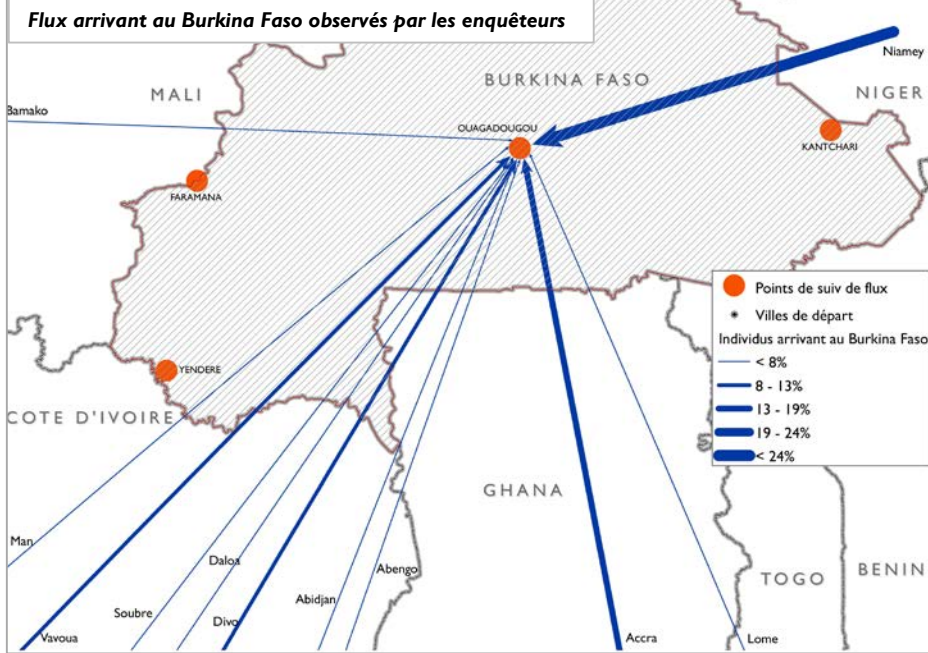 Flux arrivant au Burkina Faso observés par les enquêteurs
Niamey
BURKINA FASO
MALI
NIGER
Bamako
OUAGADOUGOU
KANTCHARI
FARAMANA
Points de suiv de flux
Villes de départ
Individus arrivant au Burkina Faso
< 8%
8 - 13%
13 - 19%
19 - 24%
< 24%
YENDERE
COTE D'IVOIRE
GHANA
Man
Daloa
Abengo
TOGO
BENIN
Soubre
Divo
Abidjan
Vavoua
Accra
Lome